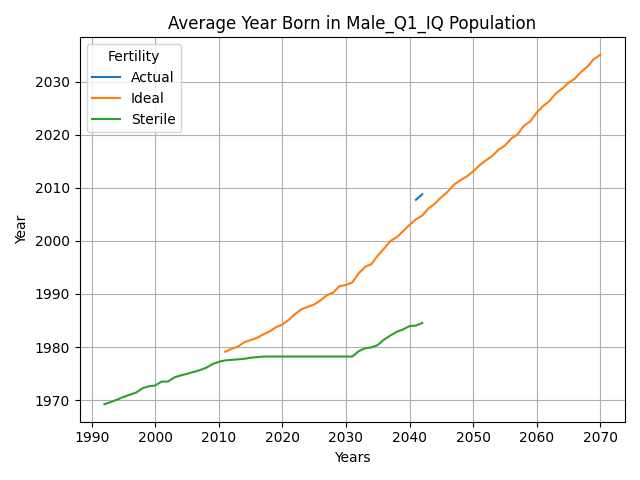 Average Year Born in Male_Q1_IQ Population
Fertility
Actual
Ideal
Sterile
Year
2030
2020
2010
2000
1990
1980
1970
1990 2000 2010 2020 2030 2040 2050 2060 2070
Years